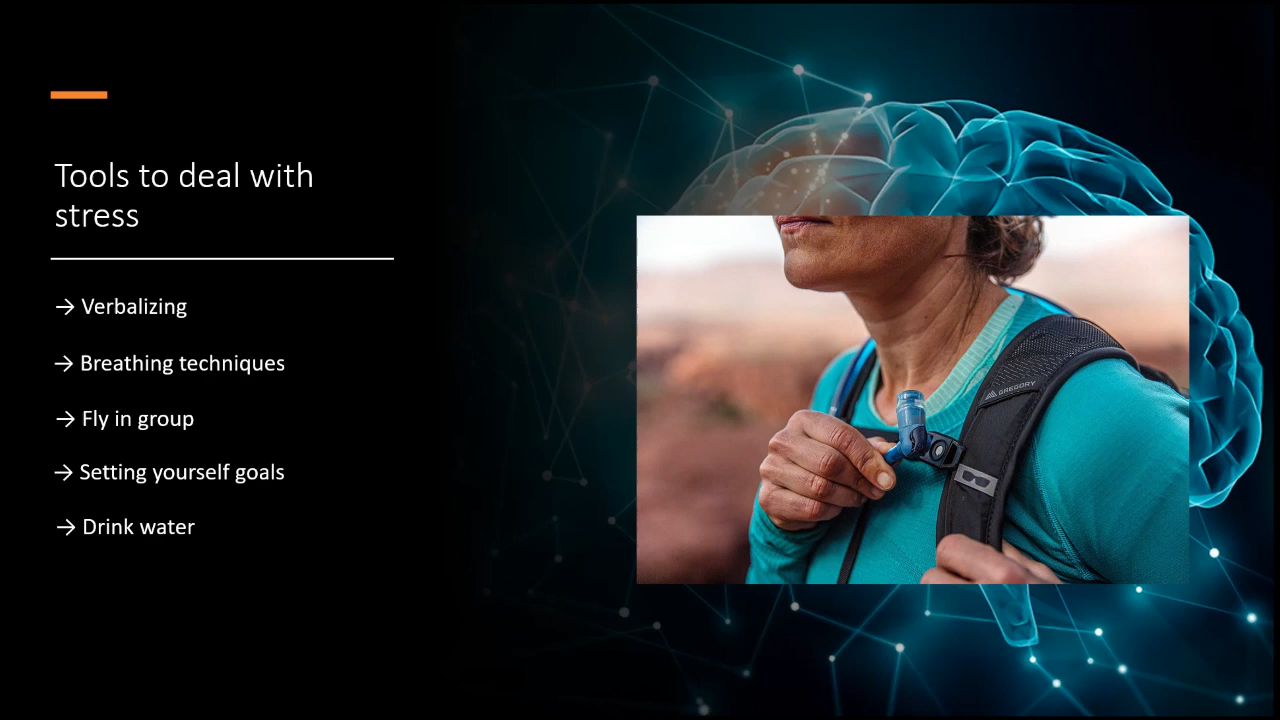 Tools to deal with
stress
→ Verbalizing
→ Breathing techniques
→ Fly in group
→ Setting yourself goals
→ Drink water
GREGORY